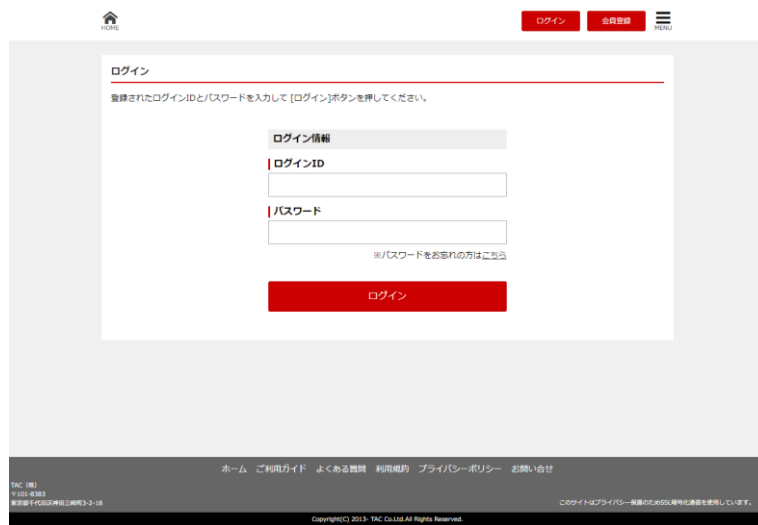 HOME
ログイン
会員登録
MENU
ログイン
登録されたログインIDとパスワードを入力して [ログイン]ボタンを押してください。
ログイン情報
ログインID
パスワード
※パスワードをお忘れの方はこちら
ログイン
ホーム ご利用ガイド よくある質問 利用規約 プライバシーポリシー お問い合せ
TAC（株）
〒101-8383
東京都千代田区神田三崎町3-2-18
このサイトはプライバシー保護のためSSL暗号化通信を使用しています。
Copyright(C) 2013- TAC Co.Ltd.All Rights Reserved.